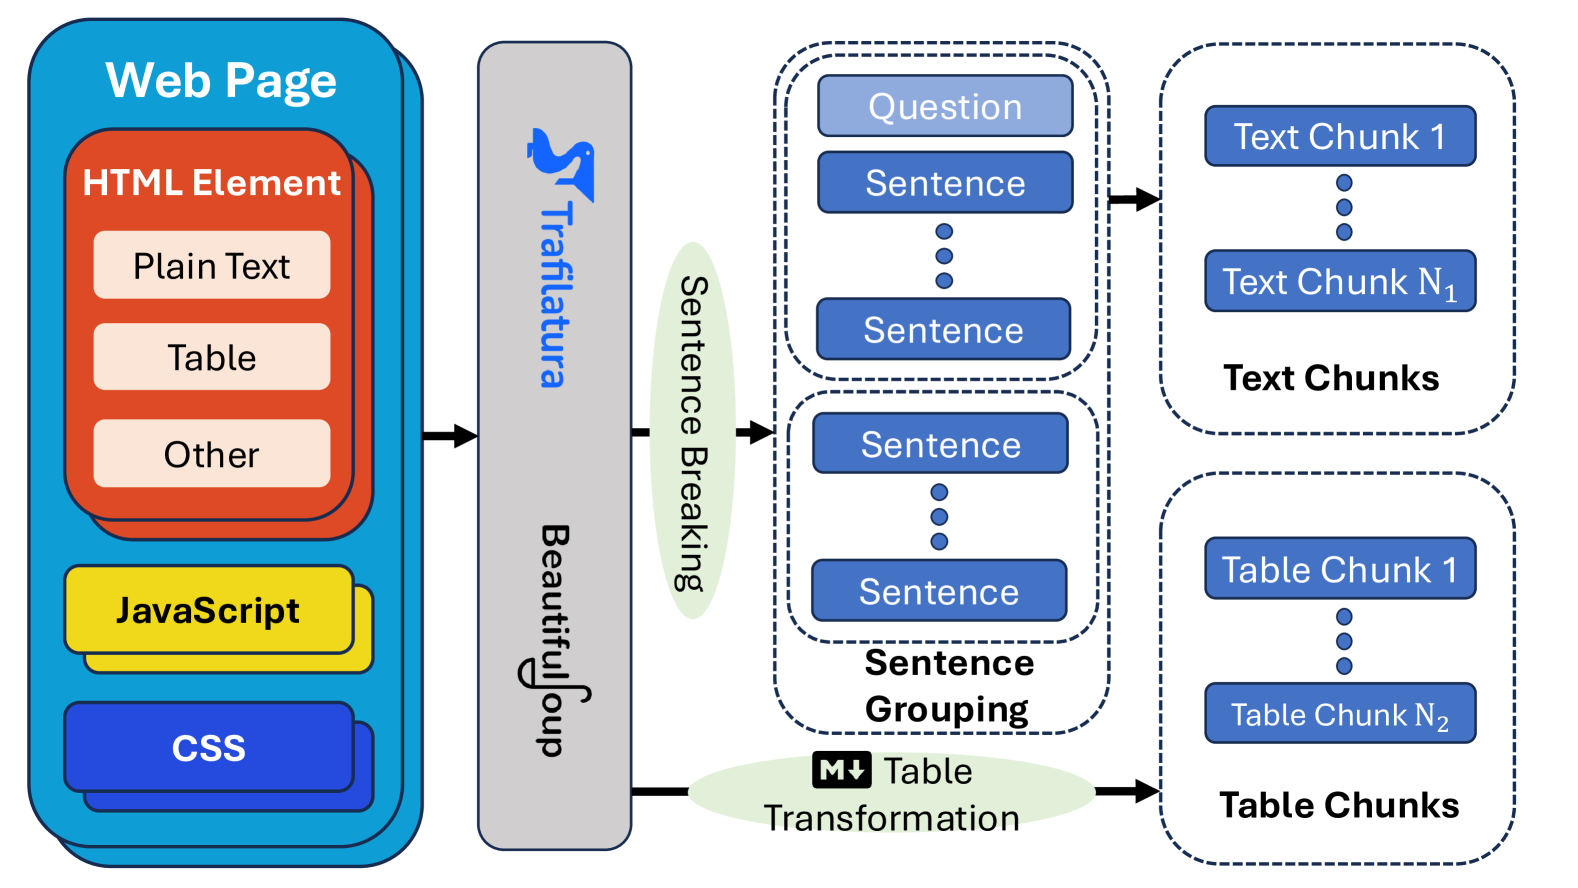 Web Page
HTML Element
Plain Text
Table
Other
JavaScript
CSS
Trafilatura
BeautifulSoup
Sentence Breaking
Question
Sentence
Sentence
Sentence
Sentence
Sentence
Grouping
M↓ Table
Transformation
Text Chunk 1
Text Chunk N₁
Text Chunks
Table Chunk 1
Table Chunk N₂
Table Chunks